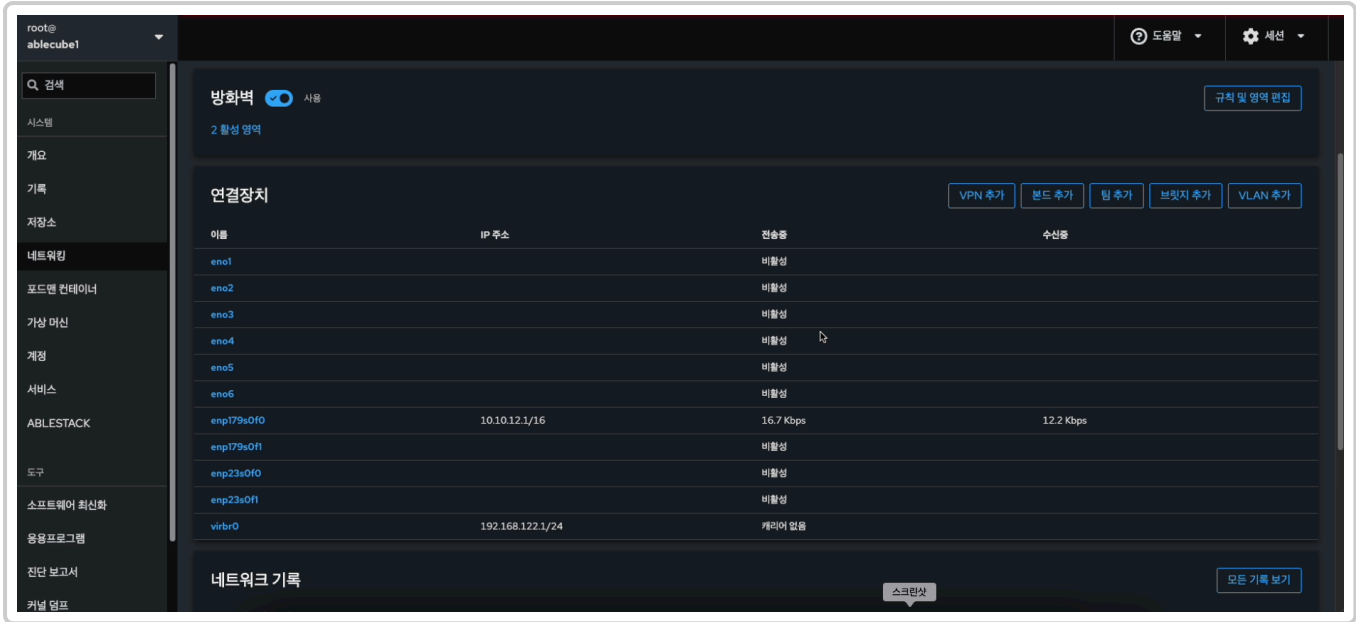 root@
ablecube1
도움말
세션
검색
시스템
개요
기록
저장소
네트워킹
포드맨 컨테이너
가상 머신
계정
서비스
ABLESTACK
도구
소프트웨어 최신화
응용프로그램
진단 보고서
커널 덤프
방화벽 사용
규칙 및 영역 편집
2 활성 영역
연결장치
VPN 추가 본드 추가 팀 추가 브릿지 추가 VLAN 추가
이름 IP 주소 전송중 수신중
eno1 비활성
eno2 비활성
eno3 비활성
eno4 비활성
eno5 비활성
eno6 비활성
enp179s0f0 10.10.12.1/16 16.7 Kbps 12.2 Kbps
enp179s0f1 비활성
enp23s0f0 비활성
enp23s0f1 비활성
virbr0 192.168.122.1/24 캐리어 없음
네트워크 기록
모든 기록 보기
스크린샷